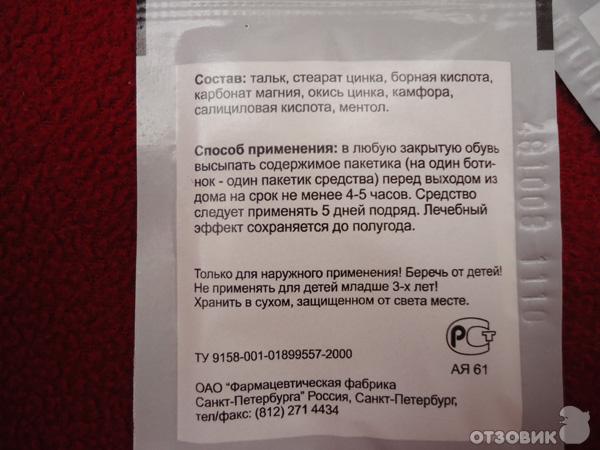 Состав: тальк, стеарат цинка, борная кислота,
карбонат магния, окись цинка, камфора,
салициловая кислота, ментол.
Способ применения: в любую закрытую обувь
высыпать содержимое пакетика (на один боти-
нок - один пакетик средства) перед выходом из
дома на срок не менее 4-5 часов. Средство
следует применять 5 дней подряд. Лечебный
эффект сохраняется до полугода.
Только для наружного применения! Беречь от детей!
Не применять для детей младше 3-х лет!
Хранить в сухом, защищенном от света месте.
РСТ
АЯ 61
ТУ 9158-001-01899557-2000
ОАО "Фармацевтическая фабрика
Санкт-Петербурга" Россия, Санкт-Петербург,
тел/факс: (812) 271 4434
ОТЗОВИК